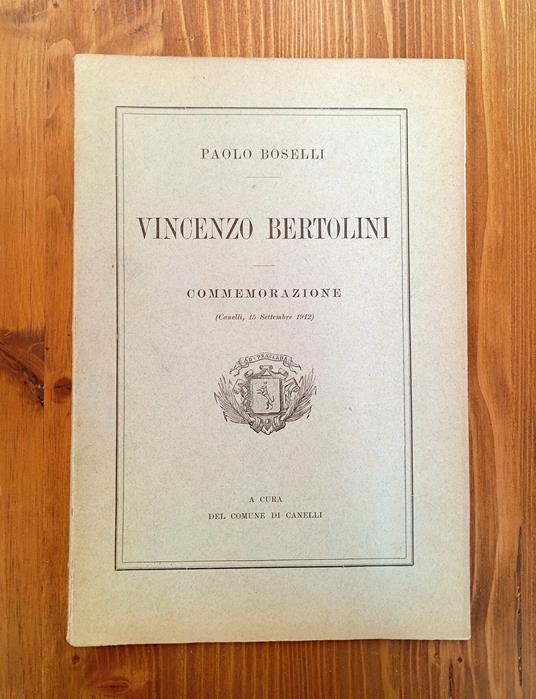 PAOLO BOSELLI
VINCENZO BERTOLINI
COMMEMORAZIONE
(Canelli, 15 Settembre 1912)
A CURA
DEL COMUNE DI CANELLI